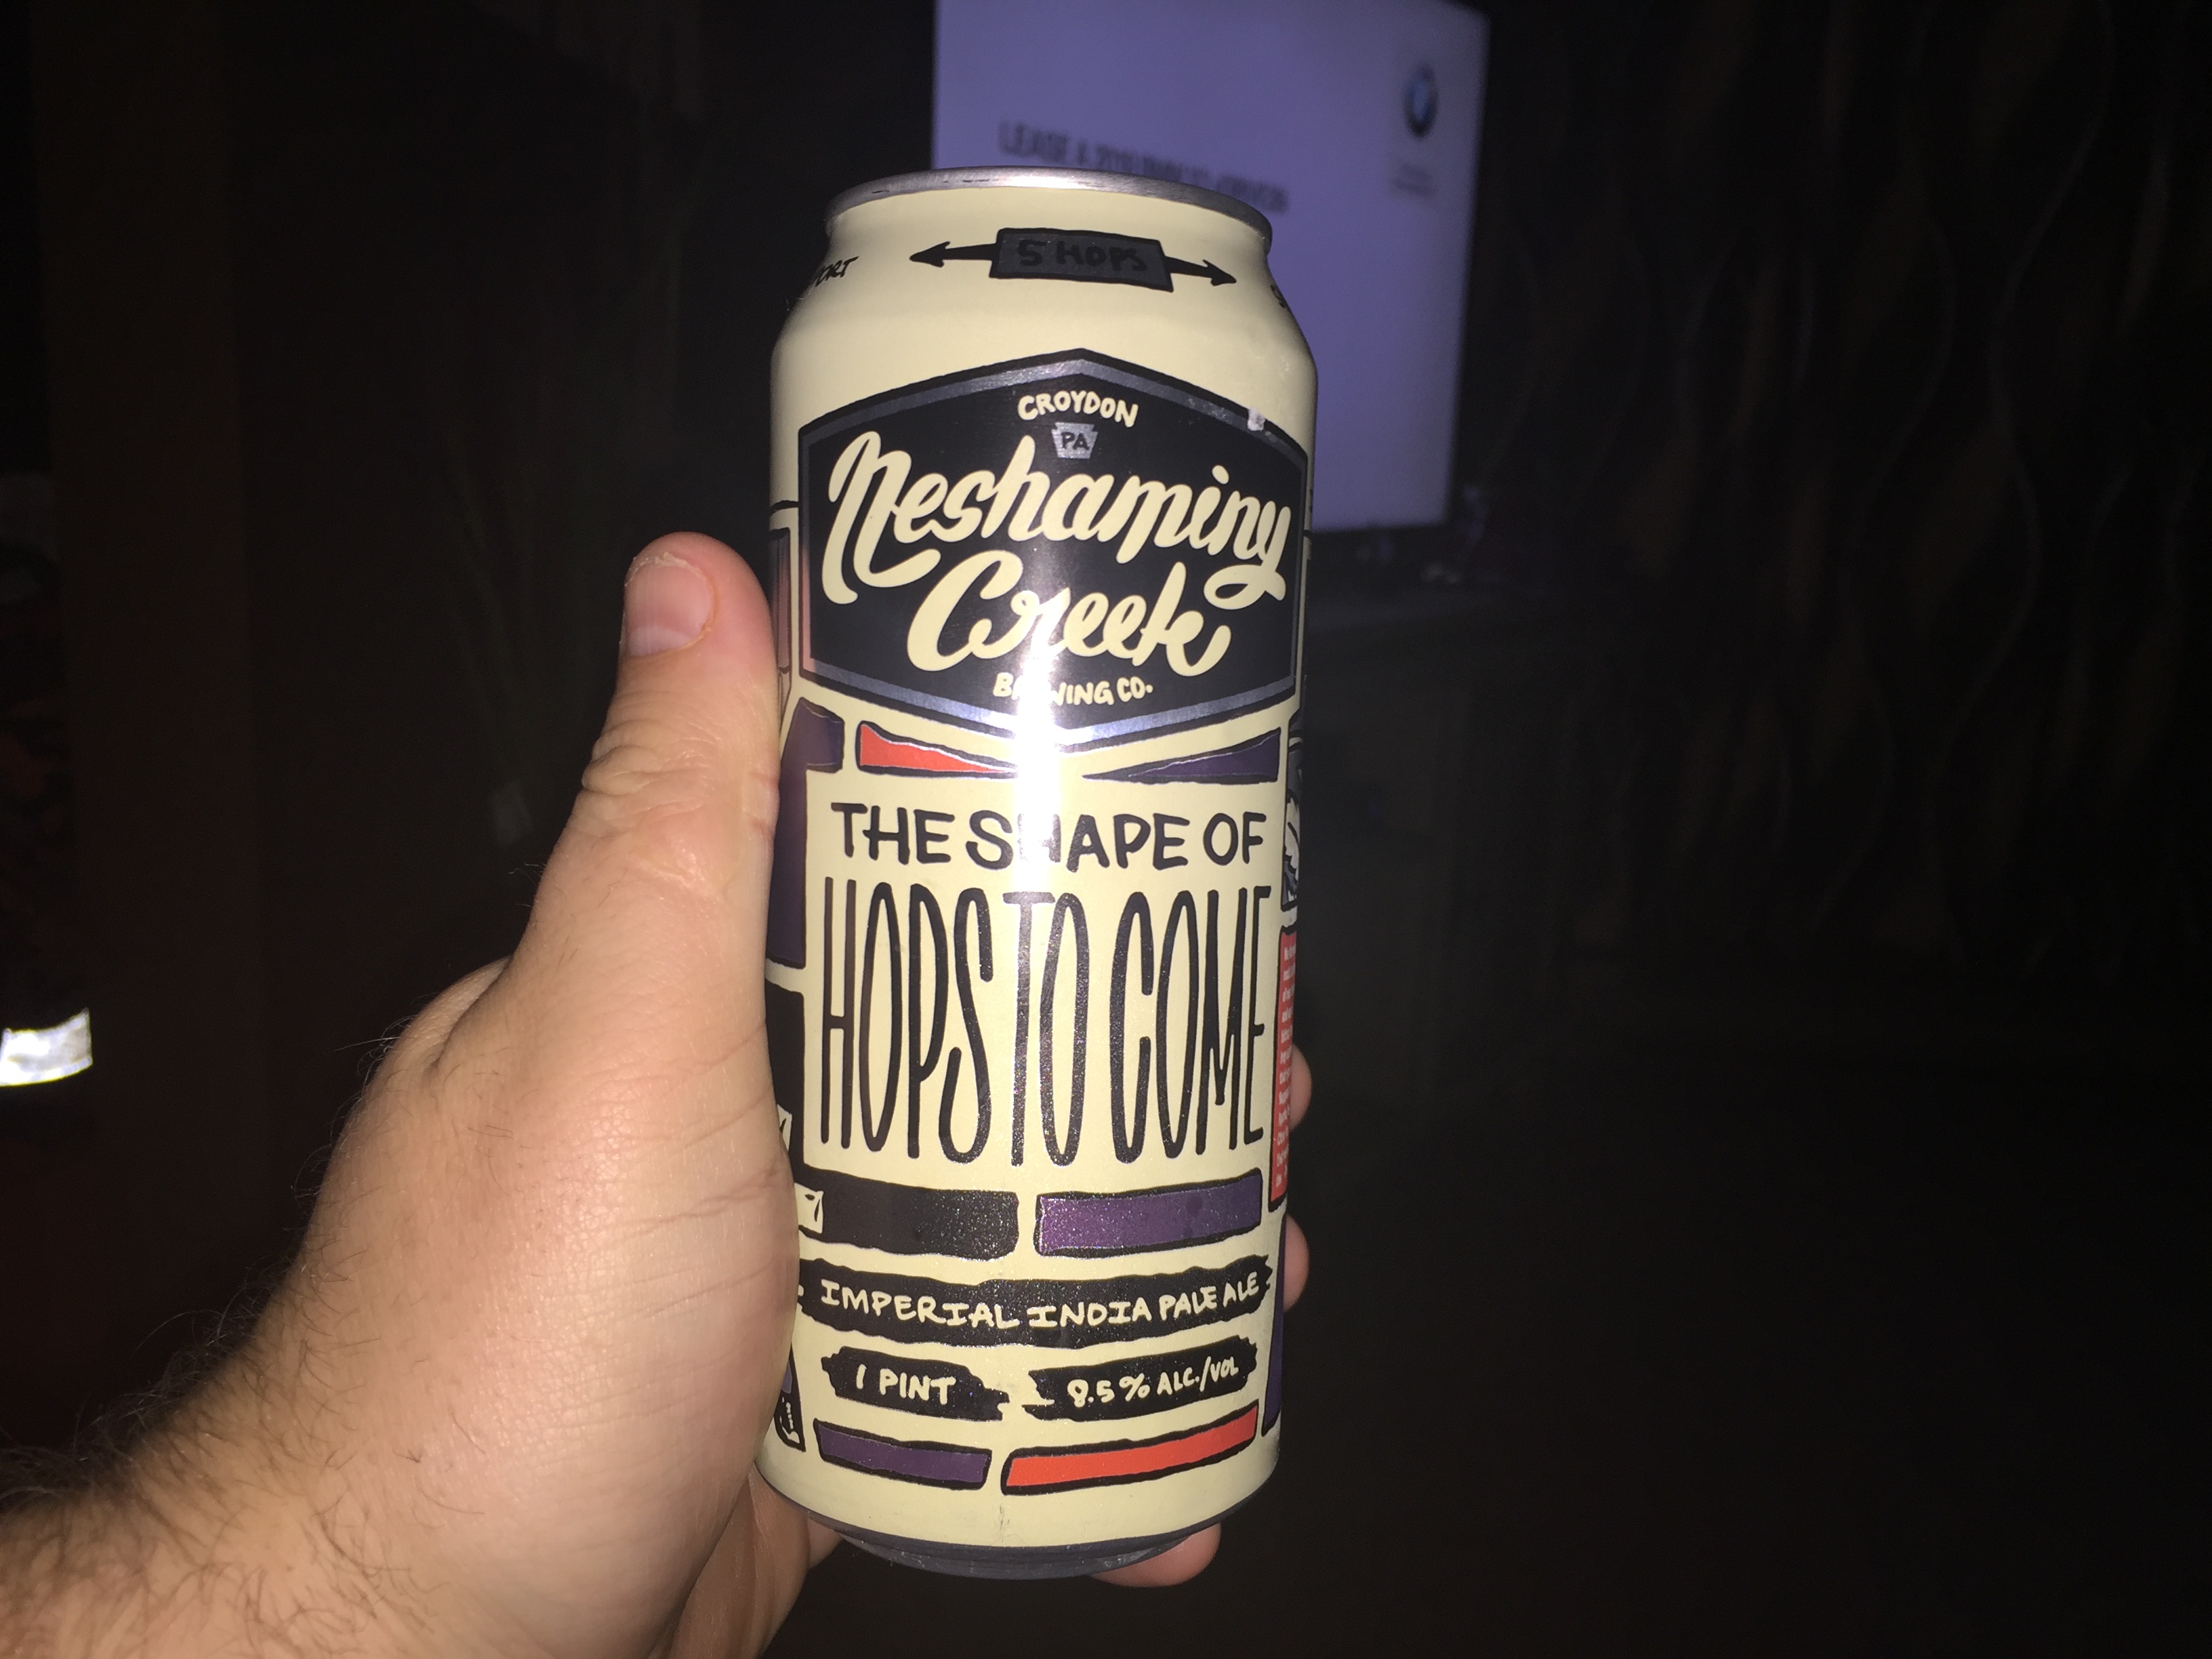 LEASE A
5 HOPS
CROYDON
PA
Neshaminy
Creek
BREWING CO.
THE SHAPE OF
HOPS TO COME
IMPERIAL INDIA PALE ALE
1 PINT
8.5% ALC./VOL